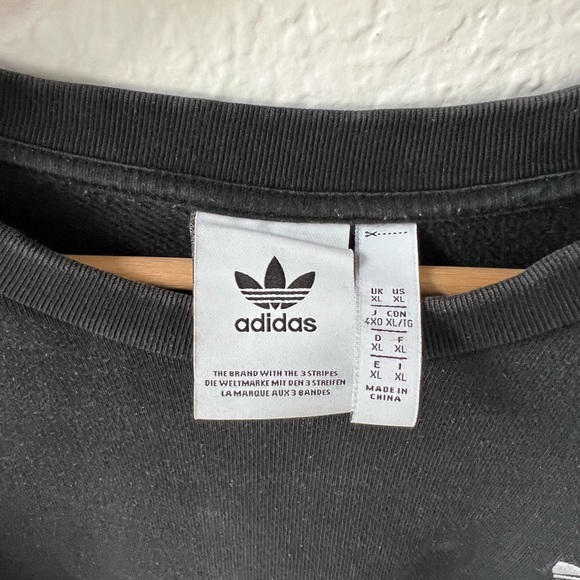 adidas
THE BRAND WITH THE 3 STRIPES
DIE WELTMARKE MIT DEN 3 STREIFEN
LA MARQUE AUX 3 BANDES
UK US
XL XL
J CDN
4XO XL/TG
D F
XL XL
E I
XL XL
MADE IN
CHINA